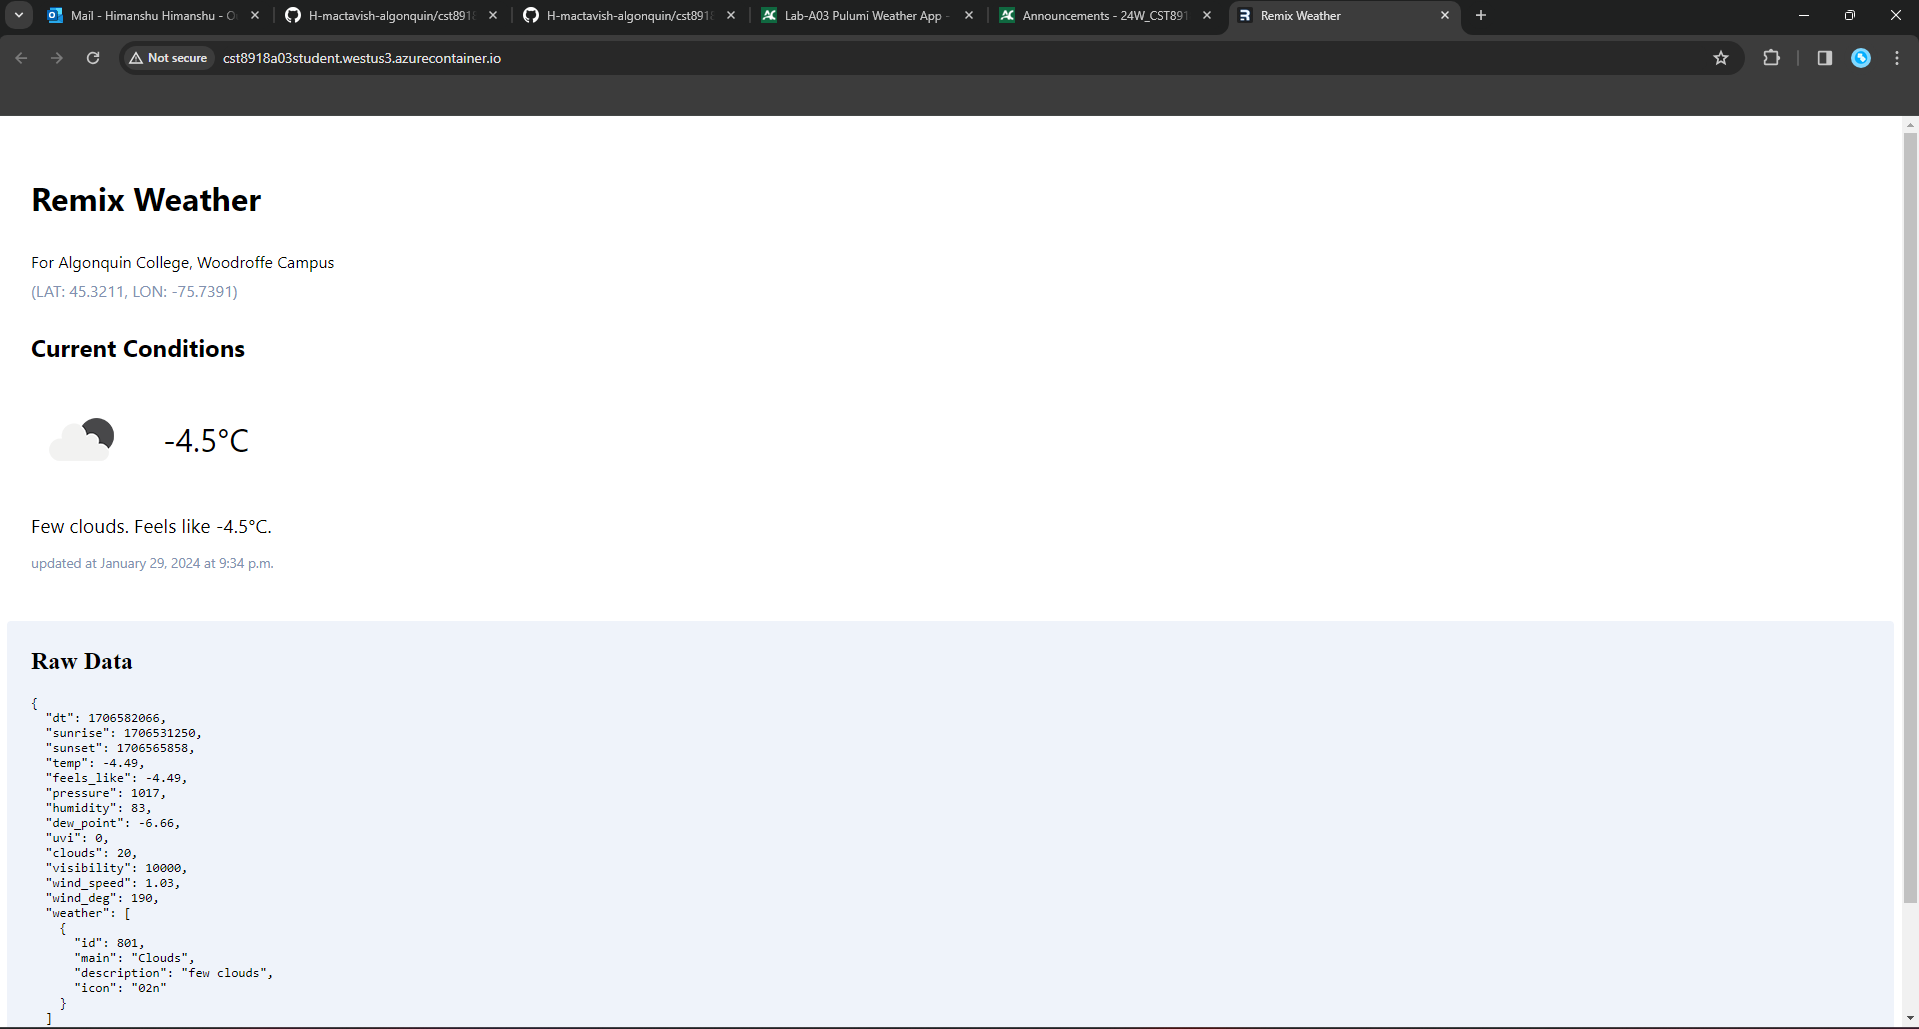 Mail - Himanshu Himanshu - O
H-mactavish-algonquin/cst8918
H-mactavish-algonquin/cst8918
Lab-A03 Pulumi Weather App -
Announcements - 24W_CST891
Remix Weather
Not secure
cst8918a03student.westus3.azurecontainer.io
Remix Weather
For Algonquin College, Woodroffe Campus
(LAT: 45.3211, LON: -75.7391)
Current Conditions
-4.5°C
Few clouds. Feels like -4.5°C.
updated at January 29, 2024 at 9:34 p.m.
Raw Data
{
"dt": 1706582066,
"sunrise": 1706531250,
"sunset": 1706565858,
"temp": -4.49,
"feels_like": -4.49,
"pressure": 1017,
"humidity": 83,
"dew_point": -6.66,
"uvi": 0,
"clouds": 20,
"visibility": 10000,
"wind_speed": 1.03,
"wind_deg": 190,
"weather": [
{
"id": 801,
"main": "Clouds",
"description": "few clouds",
"icon": "02n"
}
]